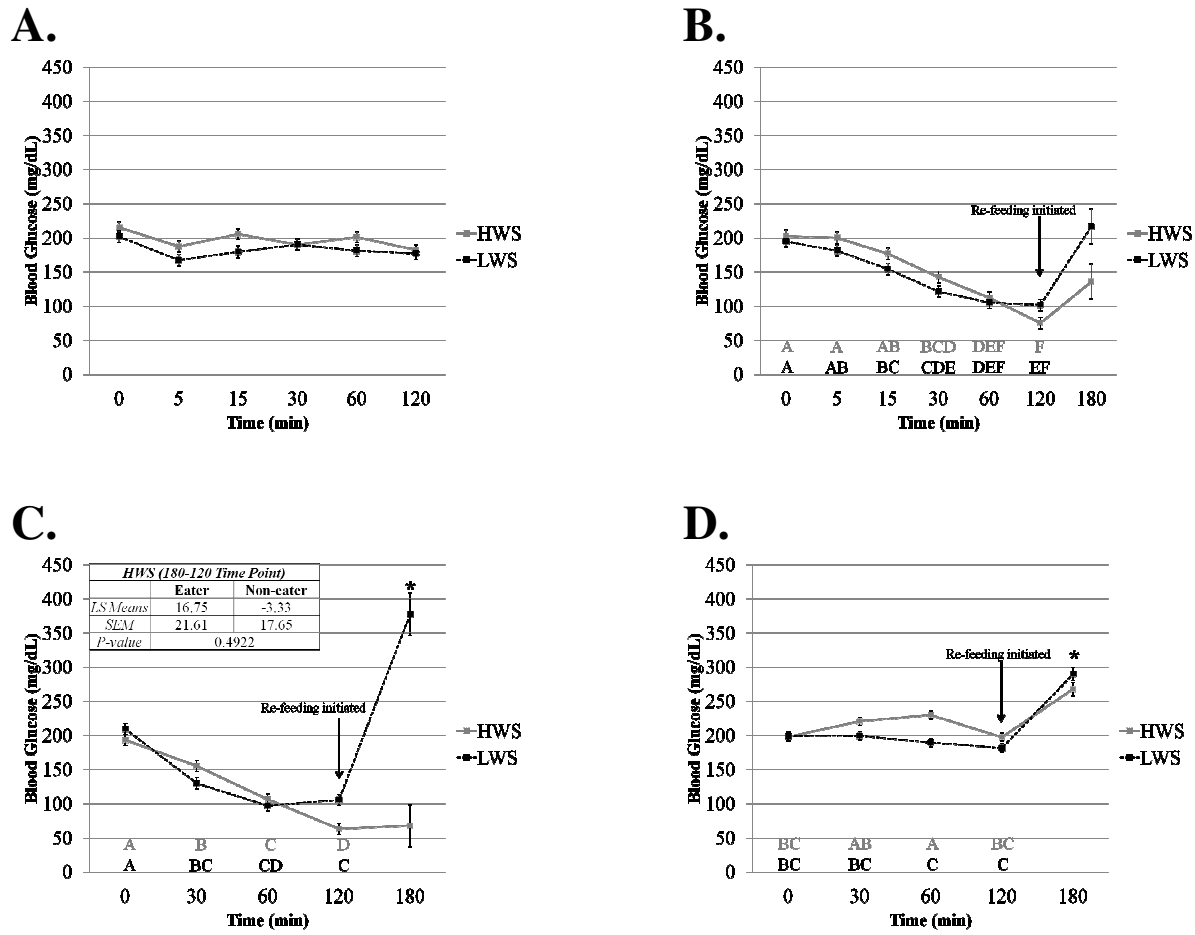 A.
450
400
350
300
250
200
150
100
50
0
Blood Glucose (mg/dL)
0 5 15 30 60 120
Time (min)
HWS
LWS
B.
450
400
350
300
250
200
150
100
50
0
Blood Glucose (mg/dL)
Re-feeding initiated
A A AB BCD DEF F
A AB BC CDE DEF EF
0 5 15 30 60 120 180
Time (min)
HWS
LWS
C.
450
400
350
300
250
200
150
100
50
0
Blood Glucose (mg/dL)
HWS (180-120 Time Point)
Eater Non-eater
LS Means 16.75 -3.33
SEM 21.61 17.65
P-value 0.4922
*
Re-feeding initiated
A B C D
A BC CD C
0 30 60 120 180
Time (min)
HWS
LWS
D.
450
400
350
300
250
200
150
100
50
0
Blood Glucose (mg/dL)
Re-feeding initiated
*
BC AB A BC
BC BC C C
0 30 60 120 180
Time (min)
HWS
LWS